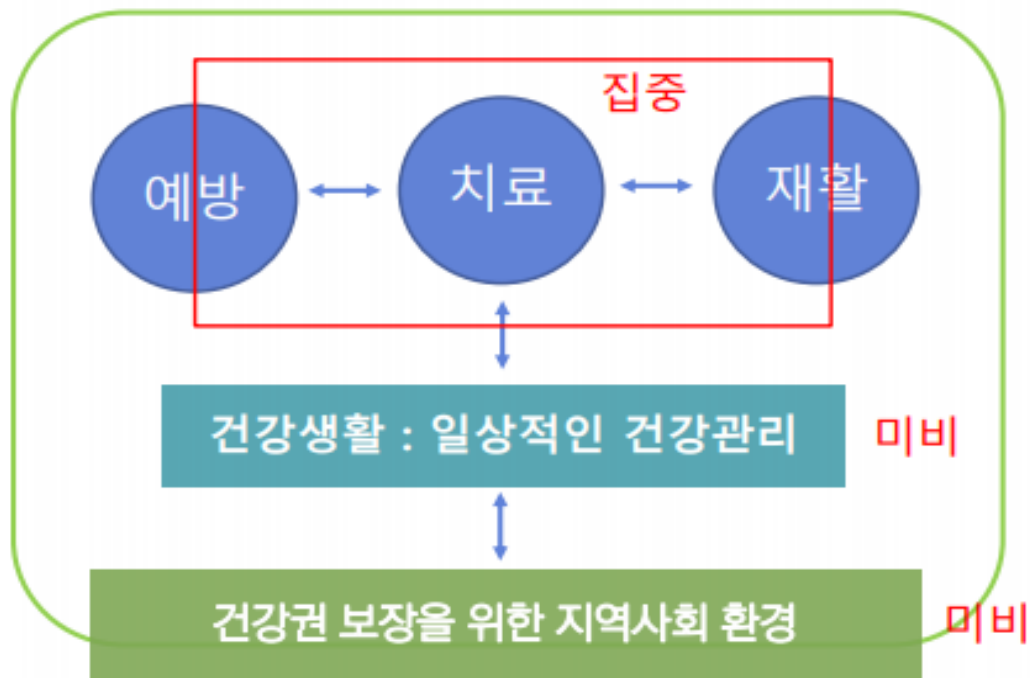 집중
예방 치료 재활
건강생활 : 일상적인 건강관리 미비
건강권 보장을 위한 지역사회 환경 미비